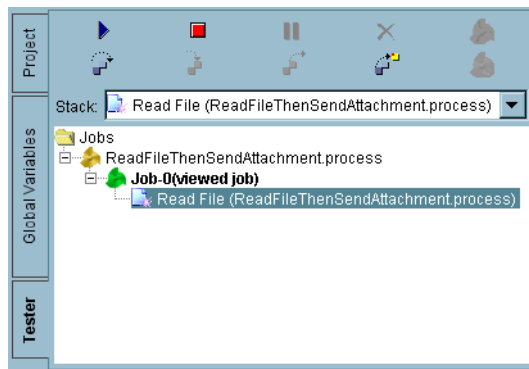 Project
Global Variables
Tester
Stack: Read File (ReadFileThenSendAttachment.process)
Jobs
ReadFileThenSendAttachment.process
Job-0(viewed job)
Read File (ReadFileThenSendAttachment.process)